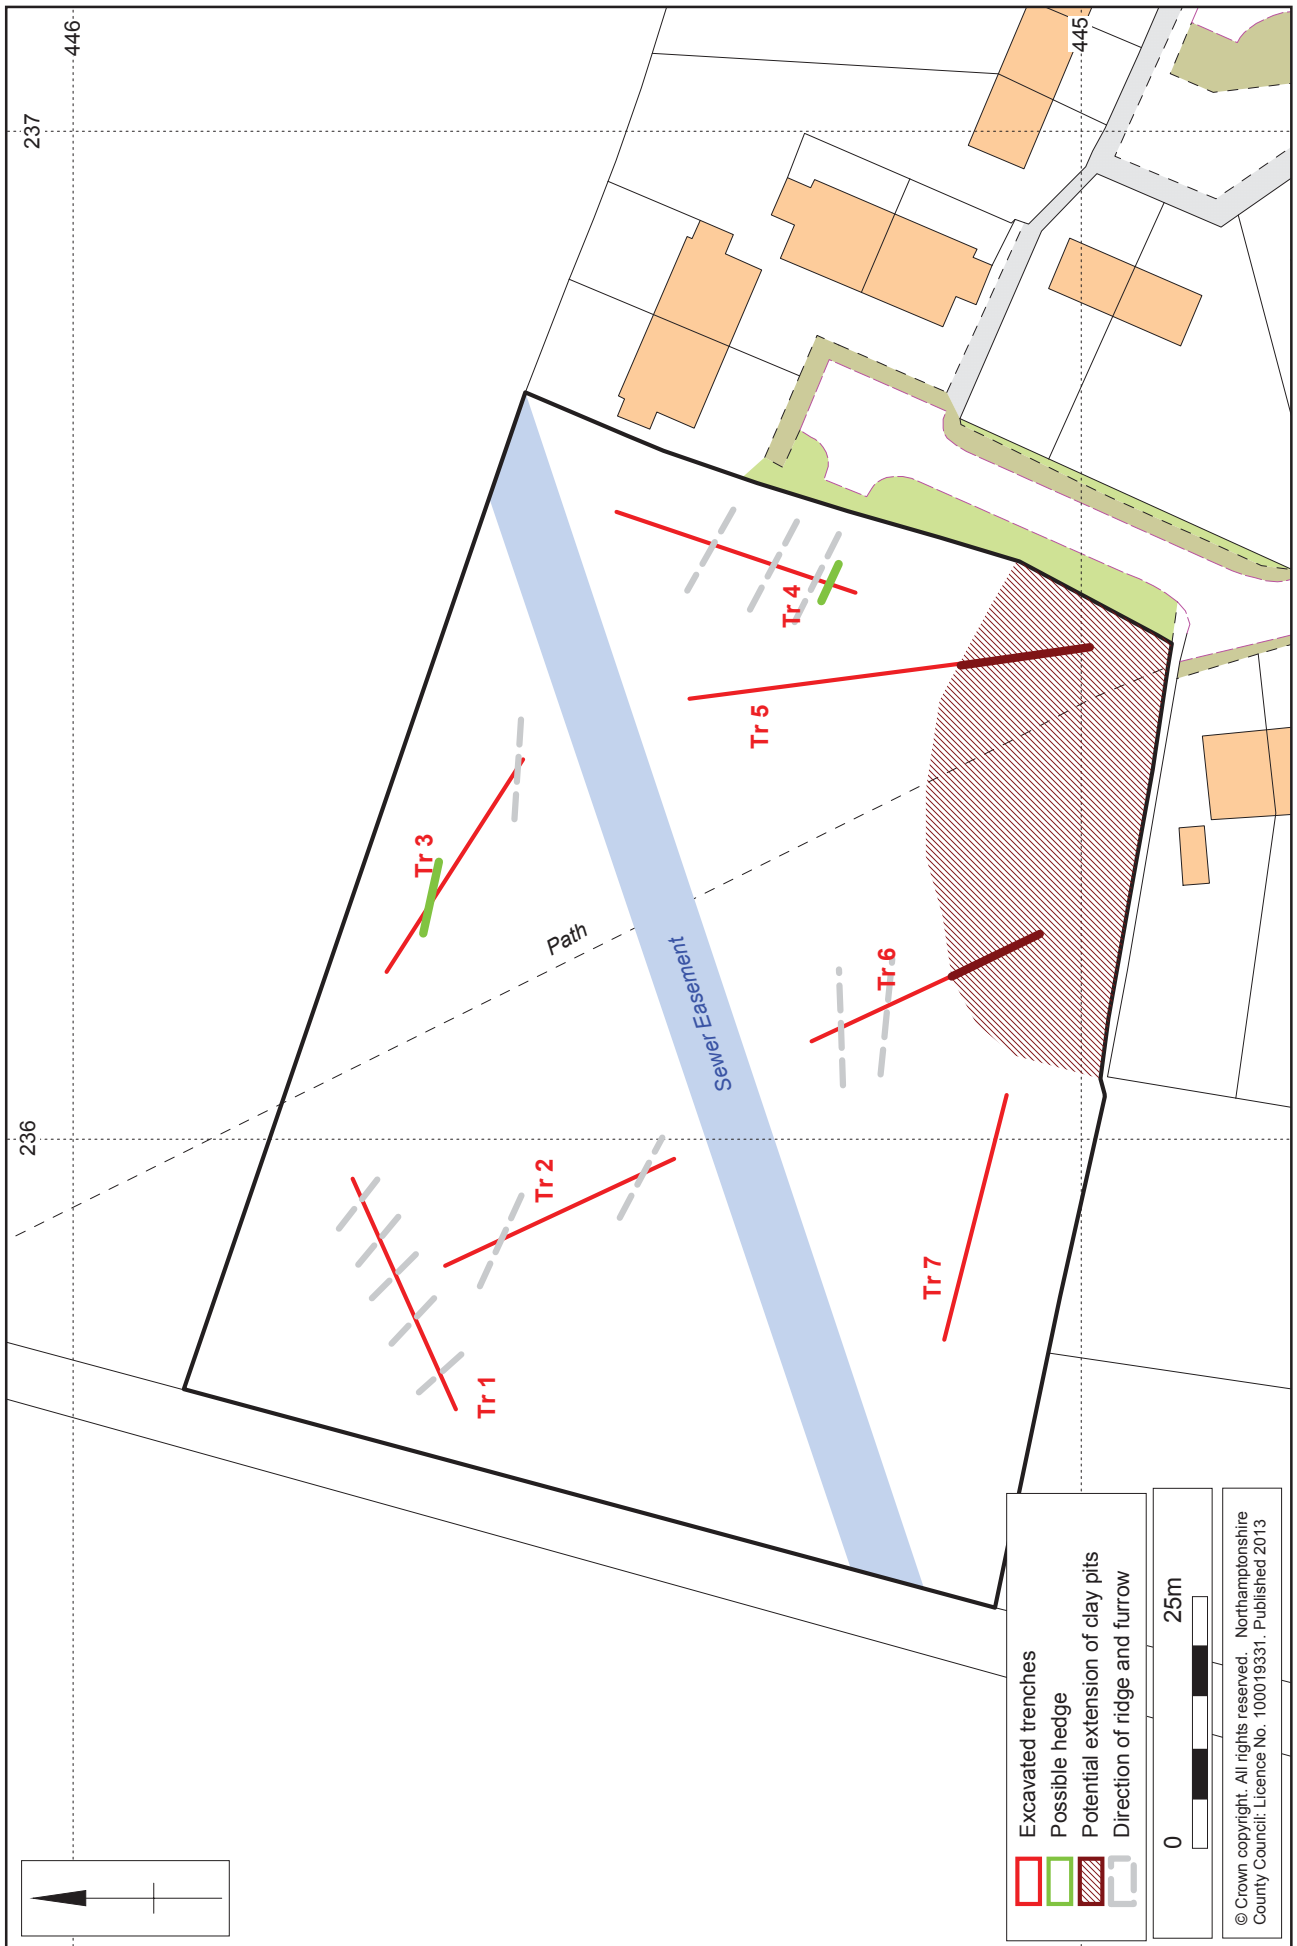 446
237
445
236
Tr 3
Tr 4
Tr 5
Path
Sewer Easement
Tr 6
Tr 2
Tr 1
Tr 7
Excavated trenches
Possible hedge
Potential extension of clay pits
Direction of ridge and furrow
0 25m
© Crown copyright. All rights reserved. Northamptonshire
County Council: Licence No. 100019331. Published 2013